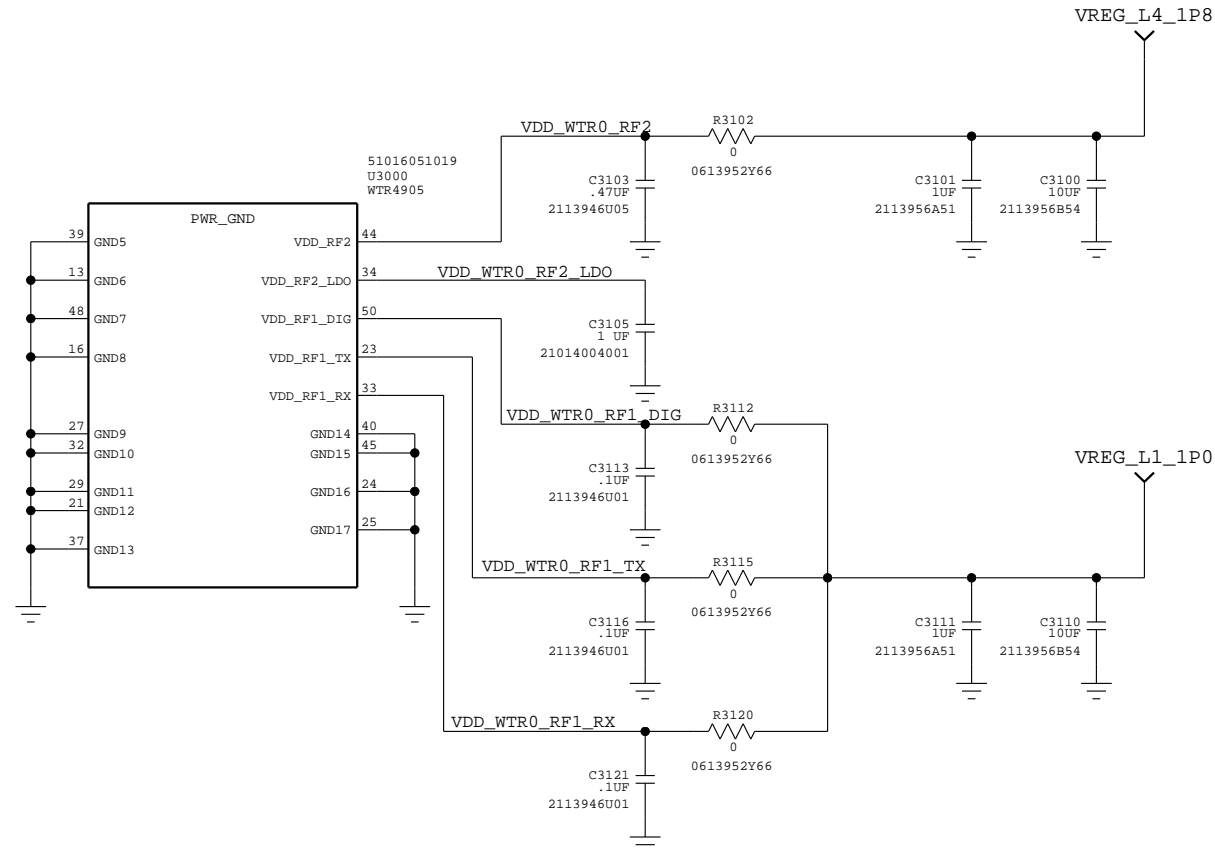 VREG_L4_1P8
VDD_WTR0_RF2
R3102
0
0613952Y66
C3103
.47UF
2113946U05
C3101
1UF
2113956A51
C3100
10UF
2113956B54
51016051019
U3000
WTR4905
PWR_GND
39 GND5
13 GND6
48 GND7
16 GND8
27 GND9
32 GND10
29 GND11
21 GND12
37 GND13
VDD_RF2 44
VDD_RF2_LDO 34
VDD_RF1_DIG 50
VDD_RF1_TX 23
VDD_RF1_RX 33
GND14 40
GND15 45
GND16 24
GND17 25
VDD_WTR0_RF2_LDO
C3105
1 UF
21014004001
VDD_WTR0_RF1_DIG
R3112
0
0613952Y66
C3113
.1UF
2113946U01
VREG_L1_1P0
VDD_WTR0_RF1_TX
R3115
0
0613952Y66
C3116
.1UF
2113946U01
C3111
1UF
2113956A51
C3110
10UF
2113956B54
VDD_WTR0_RF1_RX
R3120
0
0613952Y66
C3121
.1UF
2113946U01